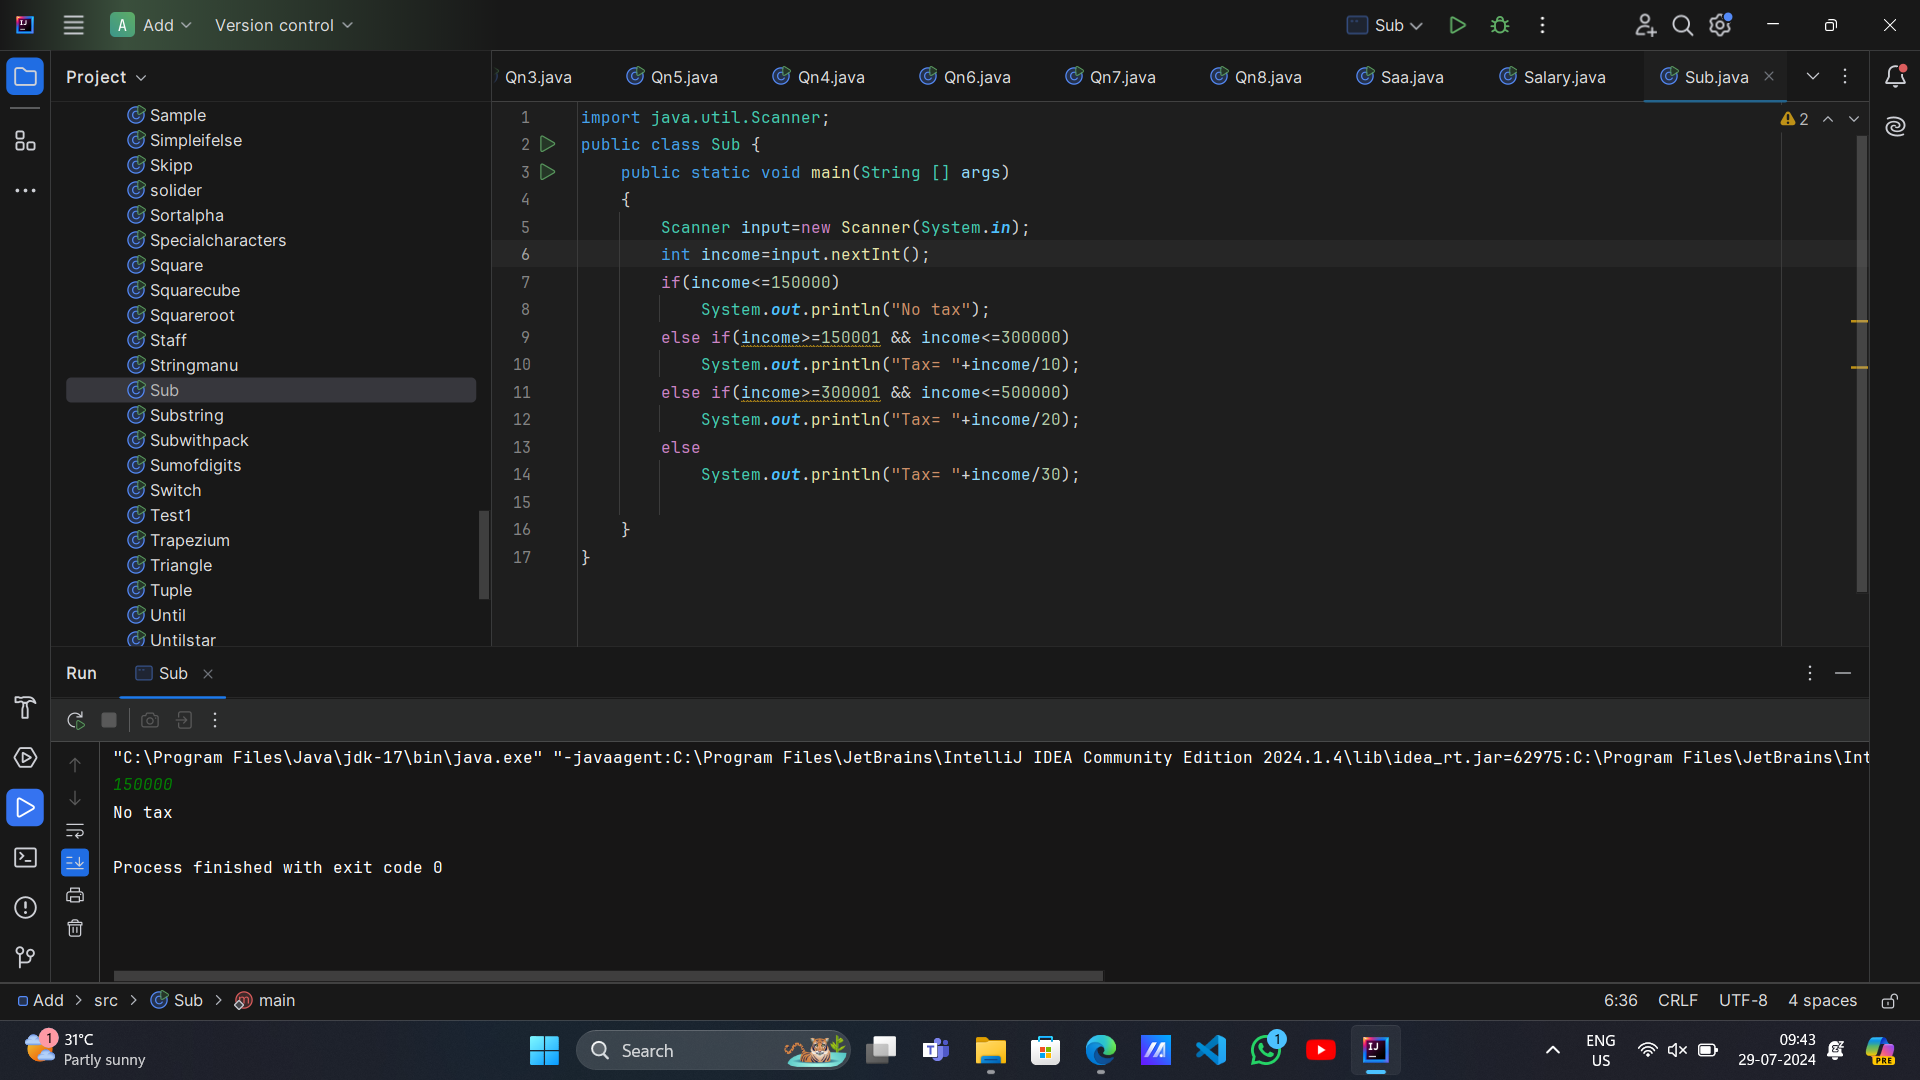 A Add Version control Sub
Project
Qn3.java Qn5.java Qn4.java Qn6.java Qn7.java Qn8.java Saa.java Salary.java Sub.java
Sample
Simpleifelse
Skipp
solider
Sortalpha
Specialcharacters
Square
Squarecube
Squareroot
Staff
Stringmanu
Sub
Substring
Subwithpack
Sumofdigits
Switch
Test1
Trapezium
Triangle
Tuple
Until
Untilstar
2
1 import java.util.Scanner;
2 public class Sub {
3 public static void main(String [] args)
4 {
5 Scanner input=new Scanner(System.in);
6 int income=input.nextInt();
7 if(income<=150000)
8 System.out.println("No tax");
9 else if(income>=150001 && income<=300000)
10 System.out.println("Tax= "+income/10);
11 else if(income>=300001 && income<=500000)
12 System.out.println("Tax= "+income/20);
13 else
14 System.out.println("Tax= "+income/30);
15
16 }
17 }
Run Sub
"C:\Program Files\Java\jdk-17\bin\java.exe" "-javaagent:C:\Program Files\JetBrains\IntelliJ IDEA Community Edition 2024.1.4\lib\idea_rt.jar=62975:C:\Program Files\JetBrains\Int
150000
No tax
Process finished with exit code 0
Add > src > Sub > main 6:36 CRLF UTF-8 4 spaces
1 31°C
Partly sunny
Search
1
ENG
US
09:43
29-07-2024
PRE